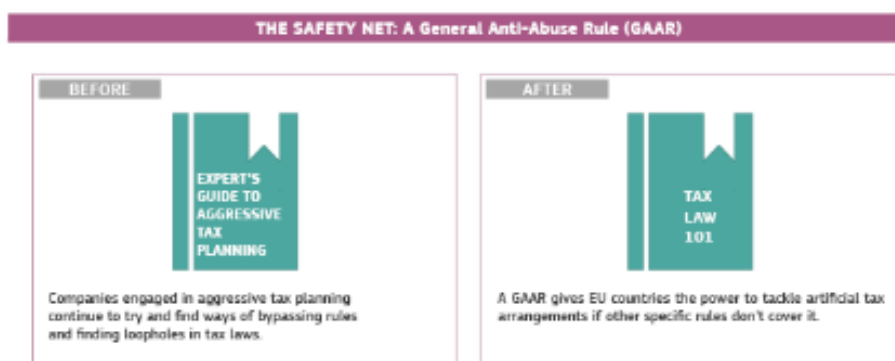 THE SAFETY NET: A General Anti-Abuse Rule (GAAR)
BEFORE
EXPERT'S
GUIDE TO
AGGRESSIVE
TAX
PLANNING
Companies engaged in aggressive tax planning
continue to try and find ways of bypassing rules
and finding loopholes in tax laws.
AFTER
TAX
LAW
101
A GAAR gives EU countries the power to tackle artificial tax
arrangements if other specific rules don't cover it.